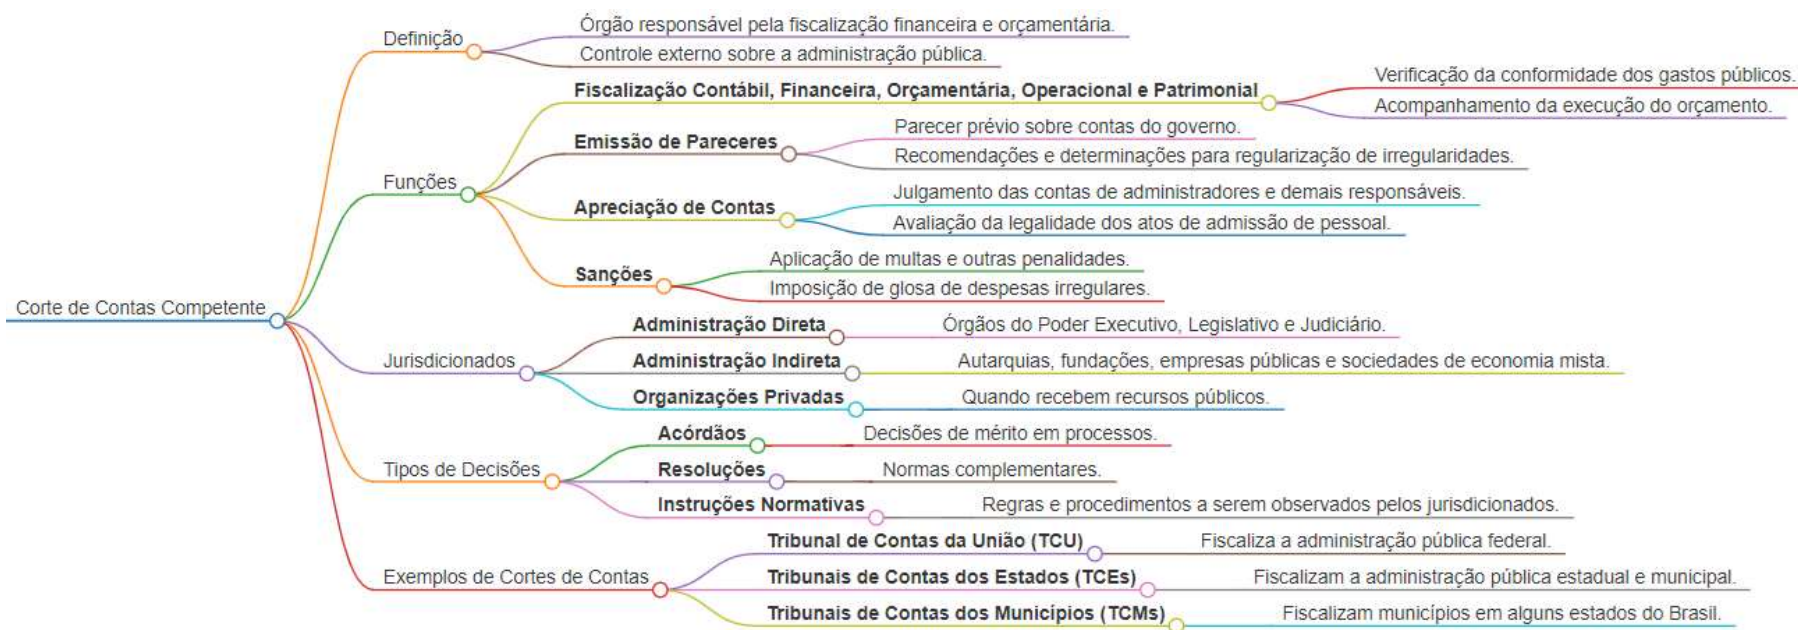 Corte de Contas Competente
Definição
Órgão responsável pela fiscalização financeira e orçamentária.
Controle externo sobre a administração pública.
Funções
Fiscalização Contábil, Financeira, Orçamentária, Operacional e Patrimonial
Verificação da conformidade dos gastos públicos.
Acompanhamento da execução do orçamento.
Emissão de Pareceres
Parecer prévio sobre contas do governo.
Recomendações e determinações para regularização de irregularidades.
Apreciação de Contas
Julgamento das contas de administradores e demais responsáveis.
Avaliação da legalidade dos atos de admissão de pessoal.
Sanções
Aplicação de multas e outras penalidades.
Imposição de glosa de despesas irregulares.
Jurisdicionados
Administração Direta
Órgãos do Poder Executivo, Legislativo e Judiciário.
Administração Indireta
Autarquias, fundações, empresas públicas e sociedades de economia mista.
Organizações Privadas
Quando recebem recursos públicos.
Tipos de Decisões
Acórdãos
Decisões de mérito em processos.
Resoluções
Normas complementares.
Instruções Normativas
Regras e procedimentos a serem observados pelos jurisdicionados.
Exemplos de Cortes de Contas
Tribunal de Contas da União (TCU)
Fiscaliza a administração pública federal.
Tribunais de Contas dos Estados (TCEs)
Fiscalizam a administração pública estadual e municipal.
Tribunais de Contas dos Municípios (TCMs)
Fiscalizam municípios em alguns estados do Brasil.